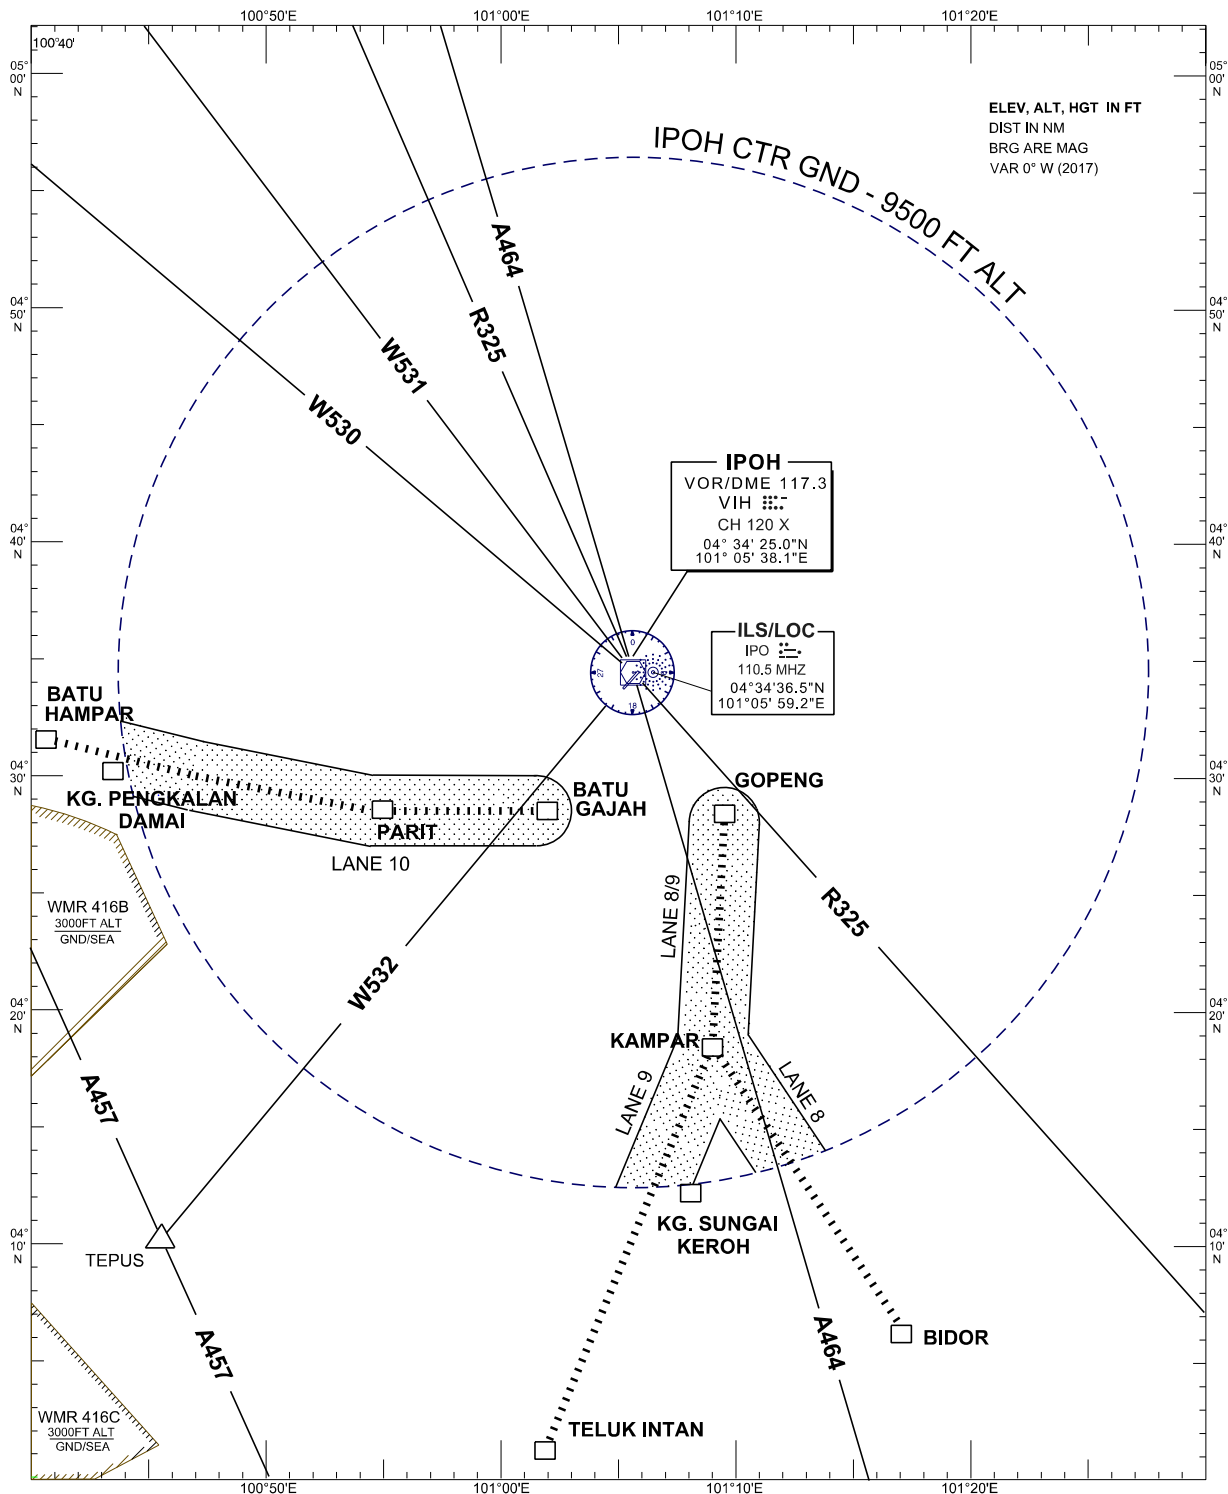 100°50'E
101°00'E
101°10'E
101°20'E
100°40'
05°
00'
N
05°
00'
N
ELEV, ALT, HGT IN FT
DIST IN NM
BRG ARE MAG
VAR 0° W (2017)
IPOH CTR GND - 9500 FT ALT
A464
R325
W531
W530
04°
50'
N
04°
50'
N
IPOH
VOR/DME 117.3
VIH
CH 120 X
04° 34' 25.0"N
101° 05' 38.1"E
04°
40'
N
04°
40'
N
ILS/LOC
IPO
110.5 MHZ
04°34'36.5"N
101°05' 59.2"E
0
27
18
BATU
HAMPAR
KG. PENGKALAN
DAMAI
PARIT
BATU
GAJAH
LANE 10
GOPENG
04°
30'
N
04°
30'
N
WMR 416B
3000FT ALT
GND/SEA
LANE 8/9
R325
W532
04°
20'
N
04°
20'
N
KAMPAR
LANE 9
LANE 8
A457
KG. SUNGAI
KEROH
TEPUS
04°
10'
N
04°
10'
N
A457
A464
BIDOR
WMR 416C
3000FT ALT
GND/SEA
TELUK INTAN
100°50'E
101°00'E
101°10'E
101°20'E